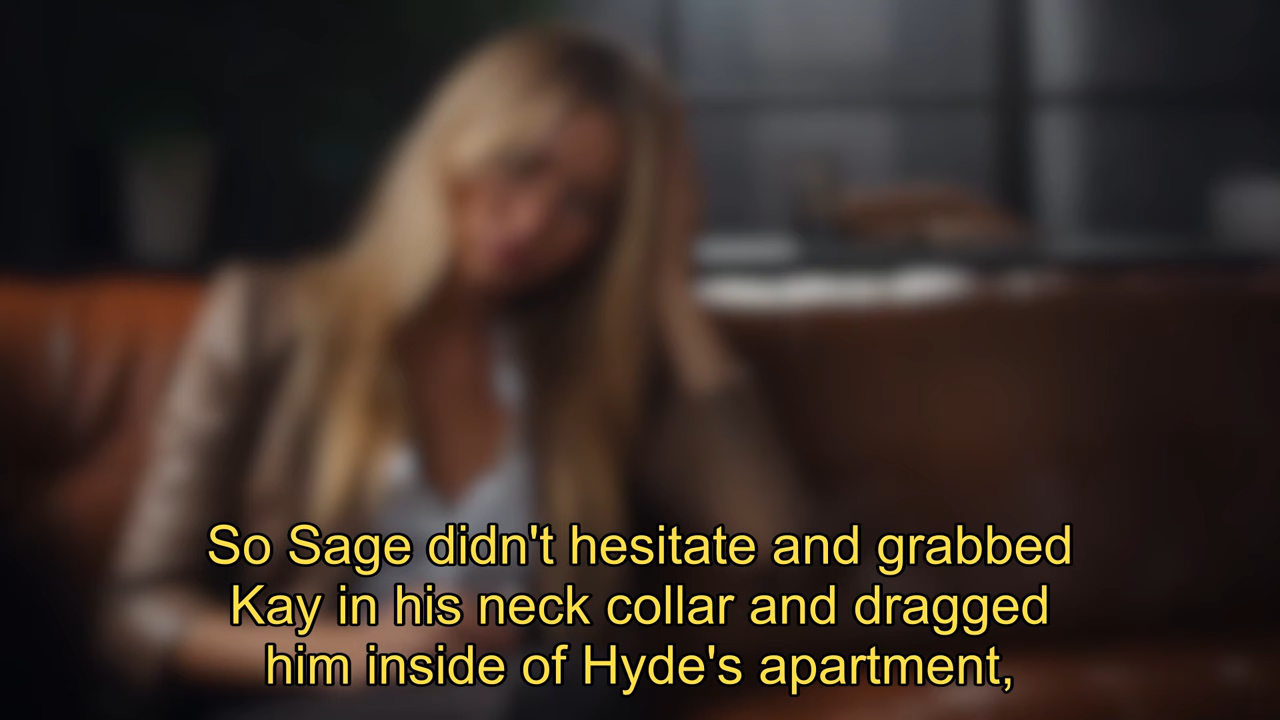 So Sage didn't hesitate and grabbed
Kay in his neck collar and dragged
him inside of Hyde's apartment,